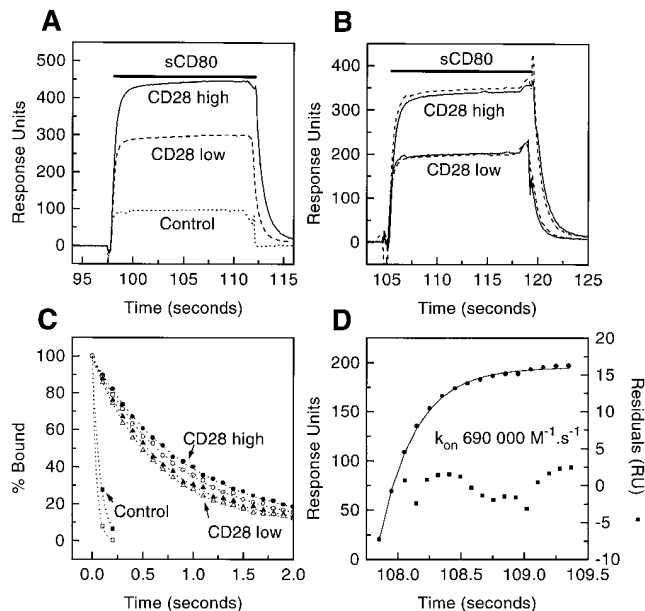 A
sCD80
CD28 high
CD28 low
Control
Response Units
500
400
300
200
100
0
95
100
105
110
115
Time (seconds)
B
sCD80
CD28 high
CD28 low
Response Units
400
300
200
100
0
105
110
115
120
125
Time (seconds)
C
CD28 high
Control
CD28 low
% Bound
100
80
60
40
20
0
0.0
0.5
1.0
1.5
2.0
Time (seconds)
D
kon 690 000 M-1.s-1
Response Units
200
150
100
50
0
20
15
10
5
0
-5
-10
Residuals (RU)
108.0
108.5
109.0
109.5
Time (seconds)